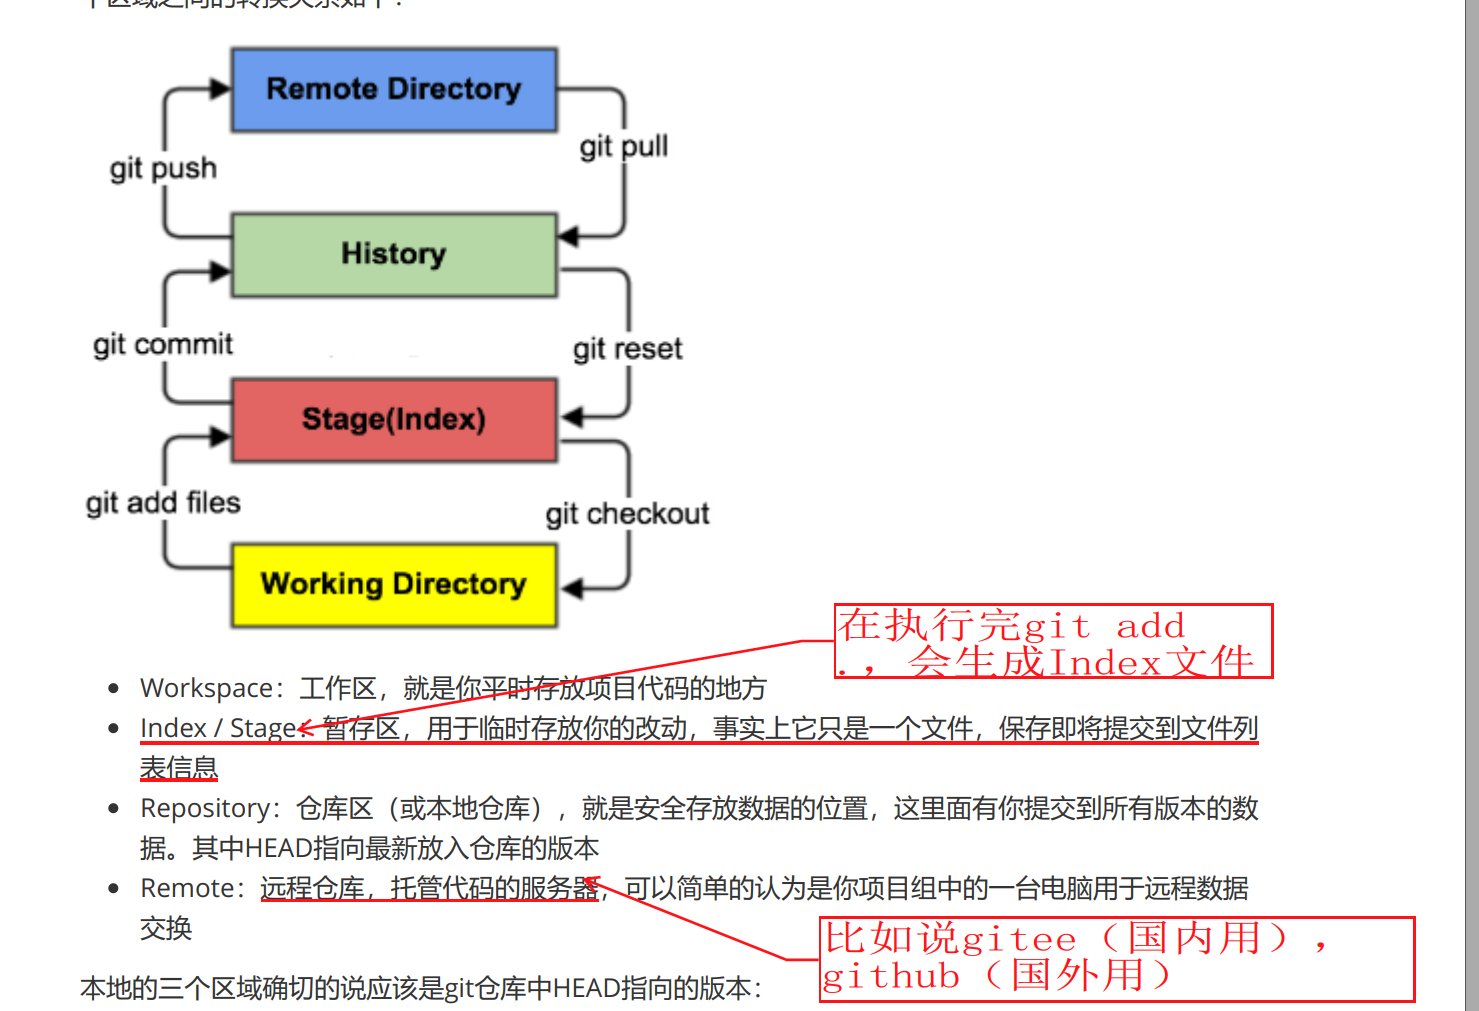 个区域之间的转换关系如下：
Remote Directory
git push
git pull
History
git commit
git reset
Stage(Index)
git add files
git checkout
Working Directory
在执行完git add
.，会生成Index文件
Workspace：工作区，就是你平时存放项目代码的地方
Index / Stage：暂存区，用于临时存放你的改动，事实上它只是一个文件，保存即将提交到文件列
表信息
Repository：仓库区（或本地仓库），就是安全存放数据的位置，这里面有你提交到所有版本的数
据。其中HEAD指向最新放入仓库的版本
Remote：远程仓库，托管代码的服务器，可以简单的认为是你项目组中的一台电脑用于远程数据
交换
比如说gitee（国内用），
github（国外用）
本地的三个区域确切的说应该是git仓库中HEAD指向的版本：